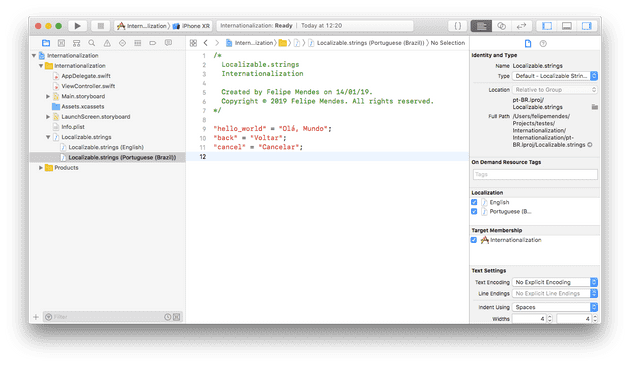 Intern...lization
iPhone XR
Internationalization: Ready | Today at 12:20
Intern...ization
Localizable.strings (Portuguese (Brazil))
No Selection
Internationalization
Internationalization
AppDelegate.swift
ViewController.swift
Main.storyboard
Assets.xcassets
LaunchScreen.storyboard
Info.plist
Localizable.strings
Localizable.strings (English)
Localizable.strings (Portuguese (Brazil))
Products
Filter
1 /*
2 Localizable.strings
3 Internationalization
4
5 Created by Felipe Mendes on 14/01/19.
6 Copyright © 2019 Felipe Mendes. All rights reserved.
7 */
8
9 "hello_world" = "Olá, Mundo";
10 "back" = "Voltar";
11 "cancel" = "Cancelar";
12
Identity and Type
Name Localizable.strings
Type Default - Localizable Strin...
Location Relative to Group
pt-BR.lproj/
Localizable.strings
Full Path /Users/felipemendes/
Projects/testes/
Internationalization/
Internationalization/pt-
BR.lproj/Localizable.strings
On Demand Resource Tags
Tags
Localization
English
Portuguese (B...
Target Membership
Internationalization
Text Settings
Text Encoding No Explicit Encoding
Line Endings No Explicit Line Endings
Indent Using Spaces
Widths 4 4